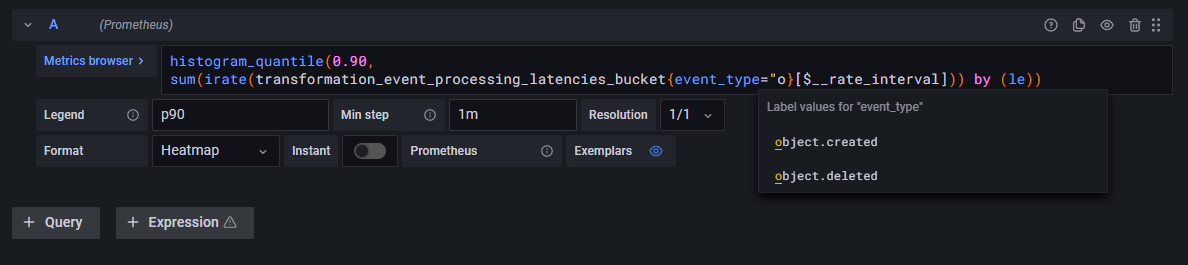 A (Prometheus)
Metrics browser >
histogram_quantile(0.90,
sum(irate(transformation_event_processing_latencies_bucket{event_type="o}[$__rate_interval])) by (le))
Legend p90 Min step 1m Resolution 1/1
Format Heatmap Instant Prometheus Exemplars
Label values for "event_type"
object.created
object.deleted
+ Query + Expression